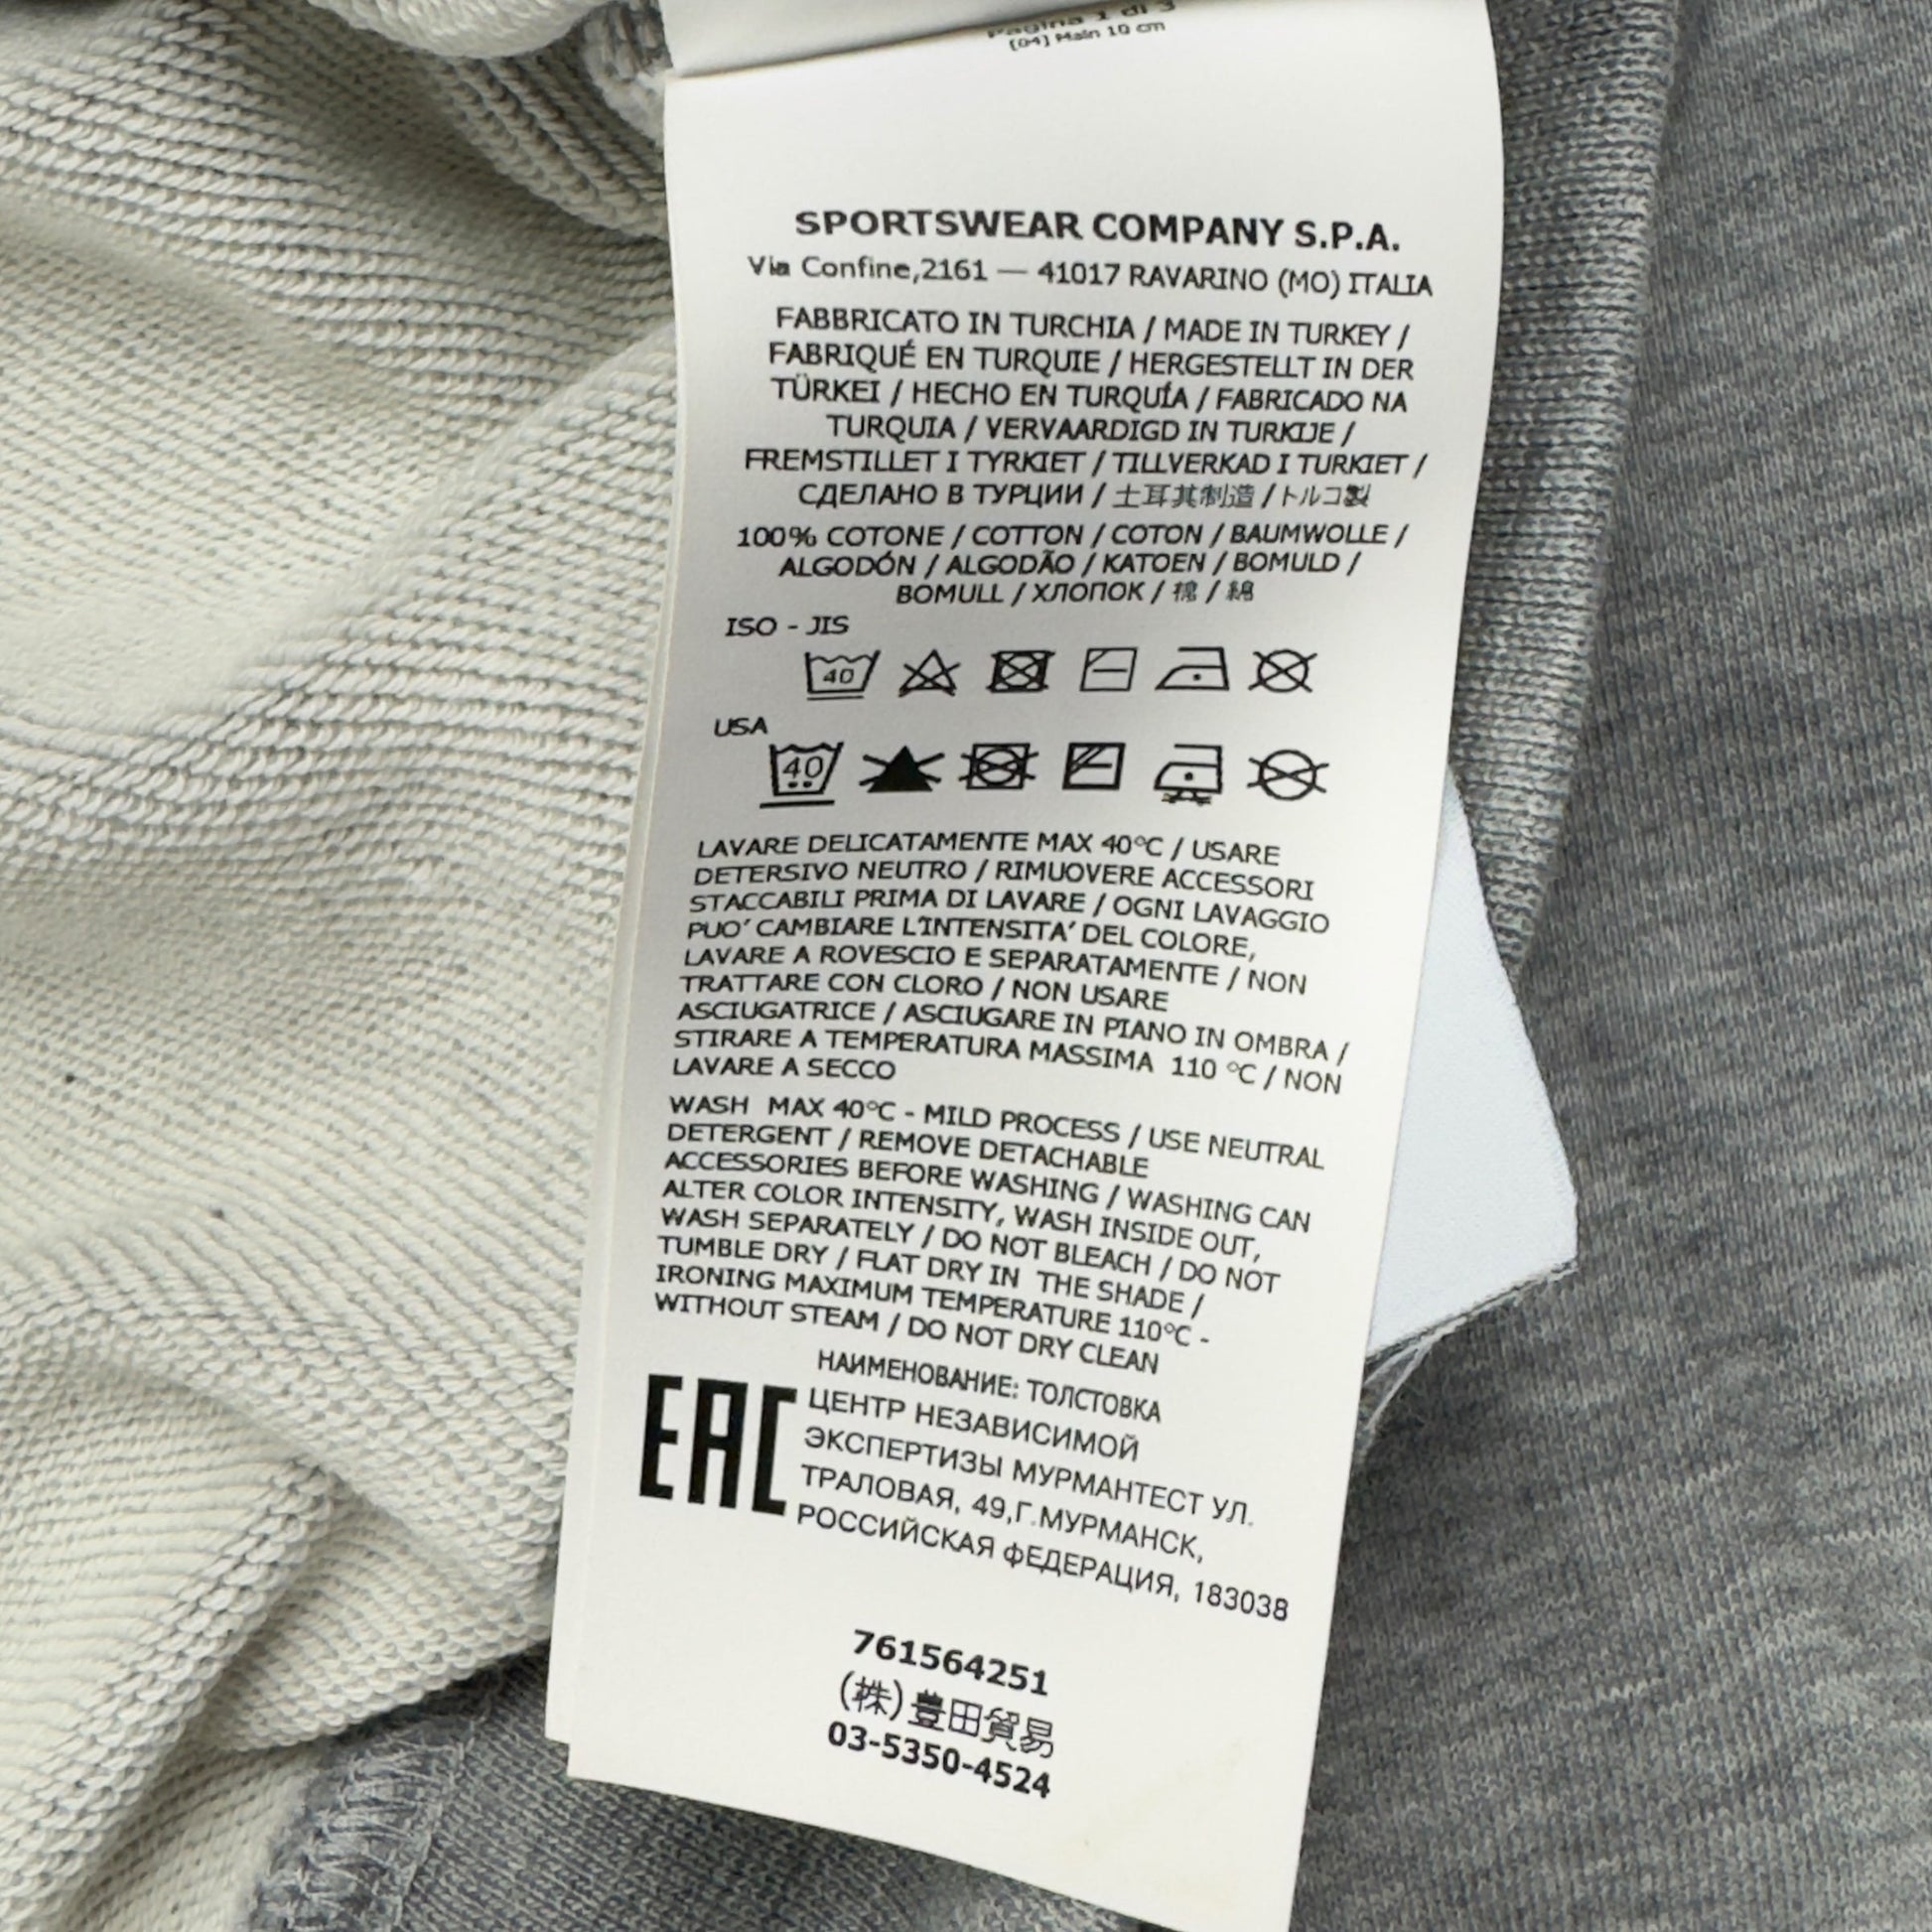 Pagina 1 di 3
[04] Main 10 cm
SPORTSWEAR COMPANY S.P.A.
Via Confine,2161 — 41017 RAVARINO (MO) ITALIA
FABBRICATO IN TURCHIA / MADE IN TURKEY /
FABRIQUÉ EN TURQUIE / HERGESTELLT IN DER
TÜRKEI / HECHO EN TURQUÍA / FABRICADO NA
TURQUIA / VERVAARDIGD IN TURKIJE /
FREMSTILLET I TYRKIET / TILLVERKAD I TURKIET /
СДЕЛАНО В ТУРЦИИ / 土耳其制造 / トルコ製
100% COTONE / COTTON / COTON / BAUMWOLLE /
ALGODÓN / ALGODÃO / KATOEN / BOMULD /
BOMULL / ХЛОПОК / 棉 / 綿
ISO - JIS
40
USA
40
LAVARE DELICATAMENTE MAX 40°C / USARE
DETERSIVO NEUTRO / RIMUOVERE ACCESSORI
STACCABILI PRIMA DI LAVARE / OGNI LAVAGGIO
PUO' CAMBIARE L'INTENSITA' DEL COLORE,
LAVARE A ROVESCIO E SEPARATAMENTE / NON
TRATTARE CON CLORO / NON USARE
ASCIUGATRICE / ASCIUGARE IN PIANO IN OMBRA /
STIRARE A TEMPERATURA MASSIMA 110 °C / NON
LAVARE A SECCO
WASH MAX 40°C - MILD PROCESS / USE NEUTRAL
DETERGENT / REMOVE DETACHABLE
ACCESSORIES BEFORE WASHING / WASHING CAN
ALTER COLOR INTENSITY, WASH INSIDE OUT,
WASH SEPARATELY / DO NOT BLEACH / DO NOT
TUMBLE DRY / FLAT DRY IN THE SHADE /
IRONING MAXIMUM TEMPERATURE 110°C -
WITHOUT STEAM / DO NOT DRY CLEAN
НАИМЕНОВАНИЕ: ТОЛСТОВКА
EAC
ЦЕНТР НЕЗАВИСИМОЙ
ЭКСПЕРТИЗЫ МУРМАНТЕСТ УЛ.
ТРАЛОВАЯ, 49,Г.МУРМАНСК,
РОССИЙСКАЯ ФЕДЕРАЦИЯ, 183038
761564251
(株)豊田貿易
03-5350-4524